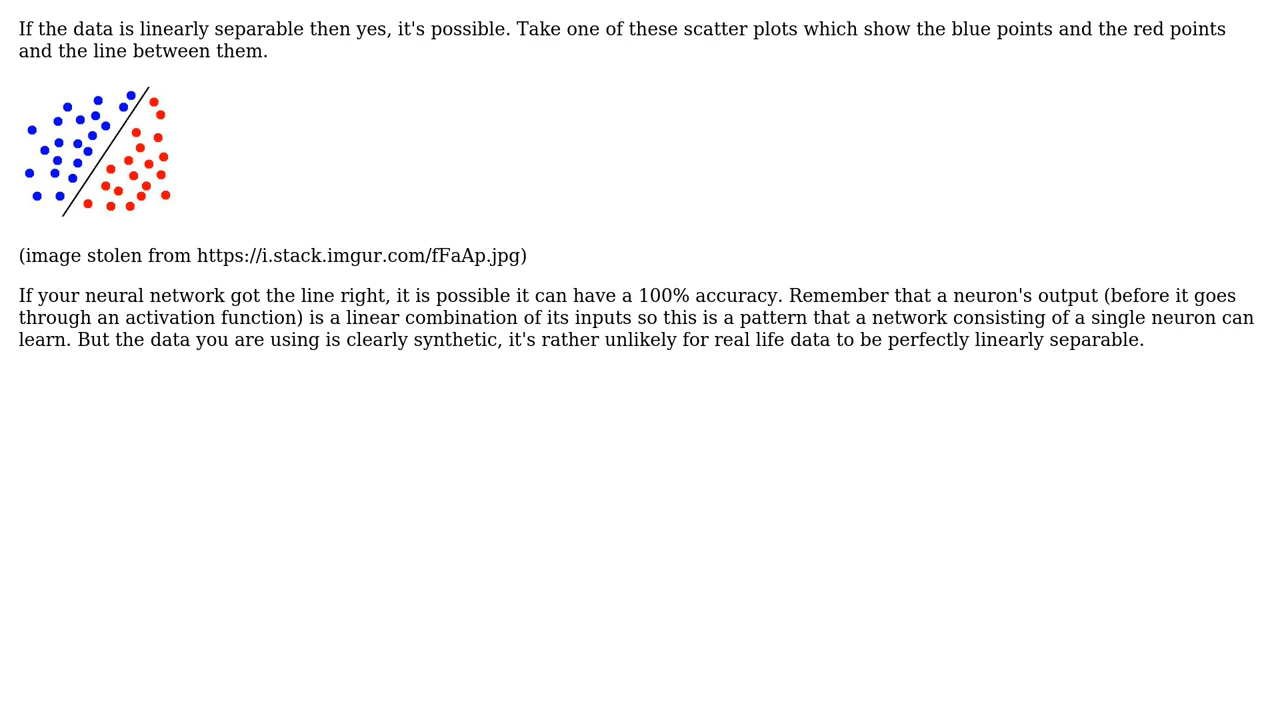 If the data is linearly separable then yes, it's possible. Take one of these scatter plots which show the blue points and the red points
and the line between them.
(image stolen from https://i.stack.imgur.com/fFaAp.jpg)
If your neural network got the line right, it is possible it can have a 100% accuracy. Remember that a neuron's output (before it goes
through an activation function) is a linear combination of its inputs so this is a pattern that a network consisting of a single neuron can
learn. But the data you are using is clearly synthetic, it's rather unlikely for real life data to be perfectly linearly separable.